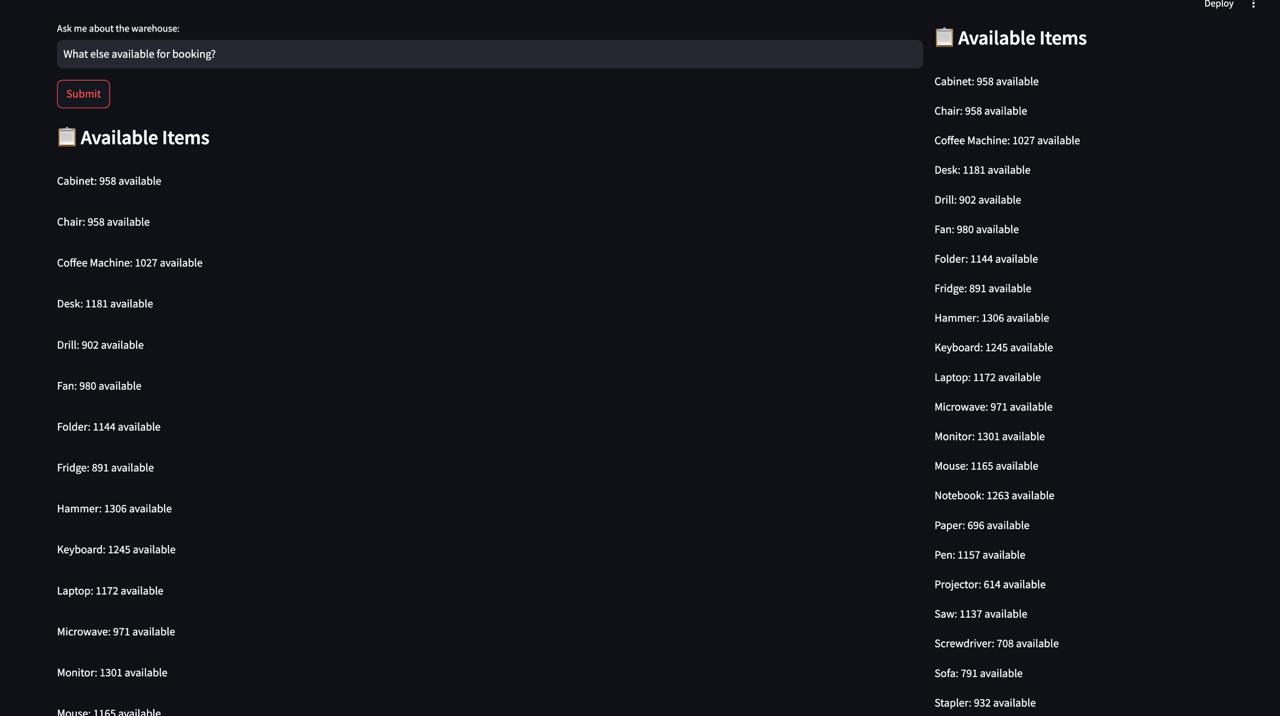 Deploy
Ask me about the warehouse:
What else available for booking?
Submit
Available Items
Cabinet: 958 available
Chair: 958 available
Coffee Machine: 1027 available
Desk: 1181 available
Drill: 902 available
Fan: 980 available
Folder: 1144 available
Fridge: 891 available
Hammer: 1306 available
Keyboard: 1245 available
Laptop: 1172 available
Microwave: 971 available
Monitor: 1301 available
Mouse: 1165 available
Available Items
Cabinet: 958 available
Chair: 958 available
Coffee Machine: 1027 available
Desk: 1181 available
Drill: 902 available
Fan: 980 available
Folder: 1144 available
Fridge: 891 available
Hammer: 1306 available
Keyboard: 1245 available
Laptop: 1172 available
Microwave: 971 available
Monitor: 1301 available
Mouse: 1165 available
Notebook: 1263 available
Paper: 696 available
Pen: 1157 available
Projector: 614 available
Saw: 1137 available
Screwdriver: 708 available
Sofa: 791 available
Stapler: 932 available